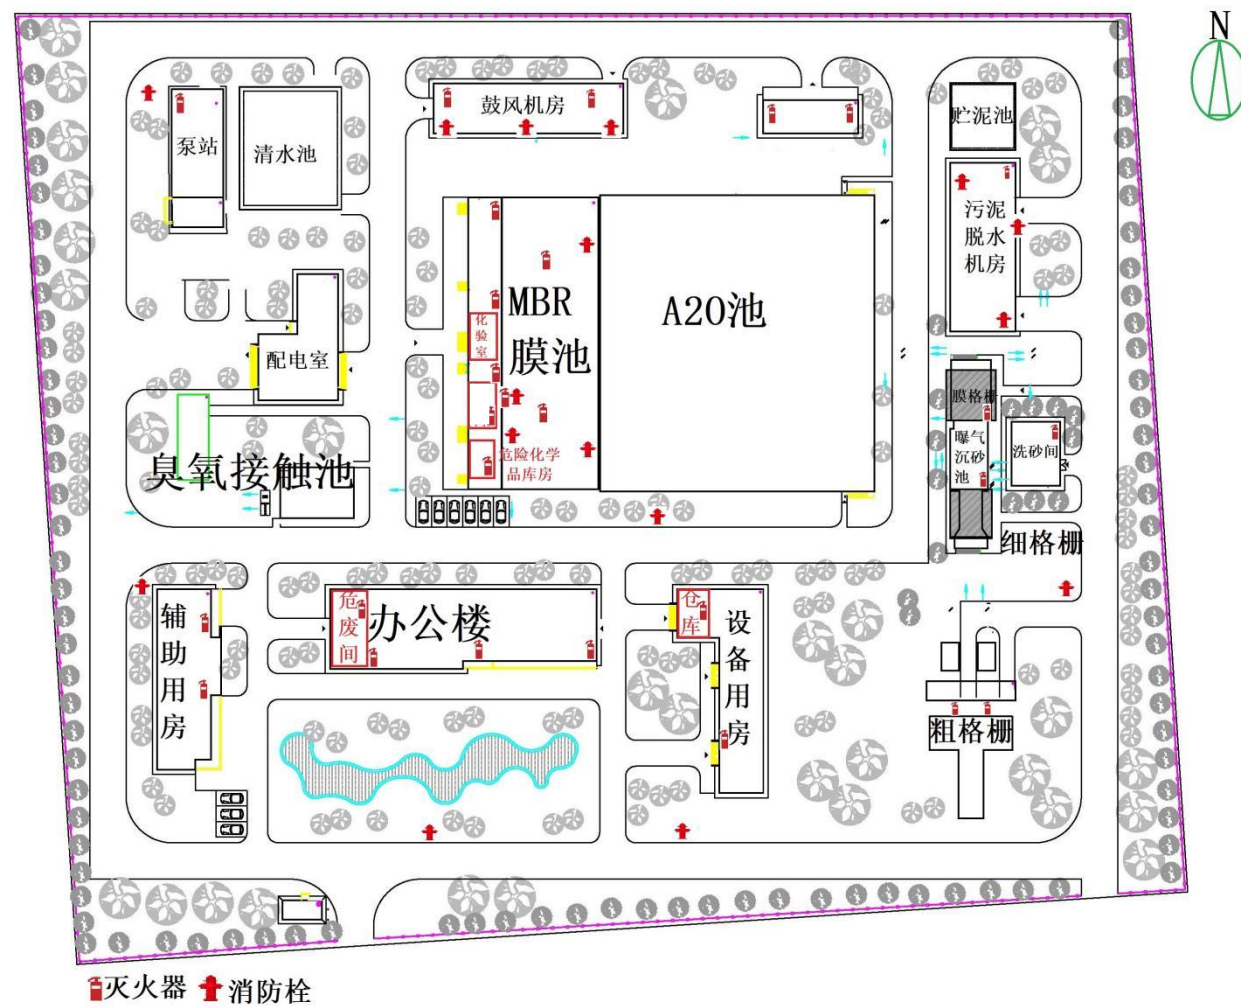 N
鼓风机房
贮泥池
泵站
清水池
污泥
脱水
机房
MBR
膜池
A2O池
化
验
室
配电室
膜格栅
曝气
沉砂
池
洗砂间
危险化学
品库房
臭氧接触池
细格栅
辅
助
用
房
危
废
间
办公楼
仓
库
设
备
用
房
粗格栅
灭火器
消防栓